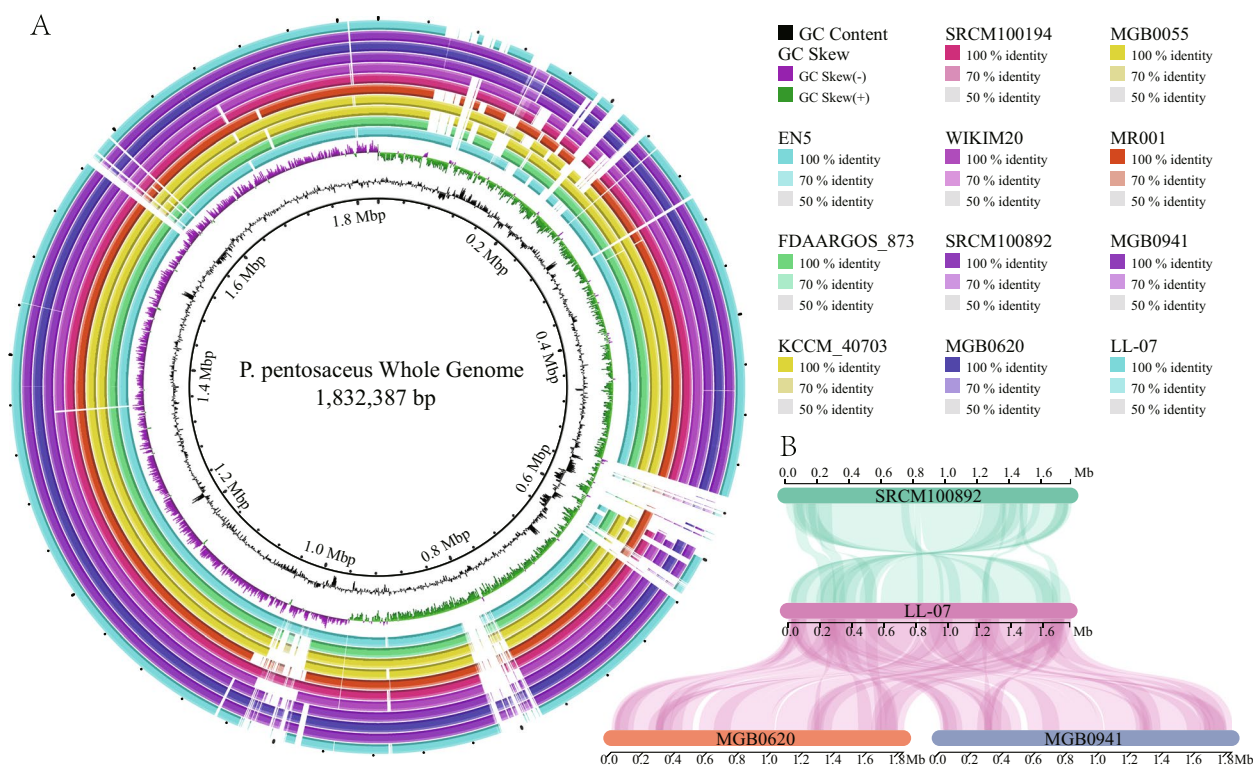 A
1.8 Mbp
0.2 Mbp
0.4 Mbp
0.6 Mbp
0.8 Mbp
1.0 Mbp
1.2 Mbp
1.4 Mbp
1.6 Mbp
P. pentosaceus Whole Genome
1,832,387 bp
GC Content
GC Skew
GC Skew(-)
GC Skew(+)
SRCM100194
100 % identity
70 % identity
50 % identity
MGB0055
100 % identity
70 % identity
50 % identity
EN5
100 % identity
70 % identity
50 % identity
WIKIM20
100 % identity
70 % identity
50 % identity
MR001
100 % identity
70 % identity
50 % identity
FDAARGOS_873
100 % identity
70 % identity
50 % identity
SRCM100892
100 % identity
70 % identity
50 % identity
MGB0941
100 % identity
70 % identity
50 % identity
KCCM_40703
100 % identity
70 % identity
50 % identity
MGB0620
100 % identity
70 % identity
50 % identity
LL-07
100 % identity
70 % identity
50 % identity
B
0.0 0.2 0.4 0.6 0.8 1.0 1.2 1.4 1.6 Mb
SRCM100892
LL-07
0.0 0.2 0.4 0.6 0.8 1.0 1.2 1.4 1.6 Mb
MGB0620 MGB0941
0.0 0.2 0.4 0.6 0.8 1.0 1.2 1.4 1.6 1.8Mb 0.0 0.2 0.4 0.6 0.8 1.0 1.2 1.4 1.6 1.8Mb